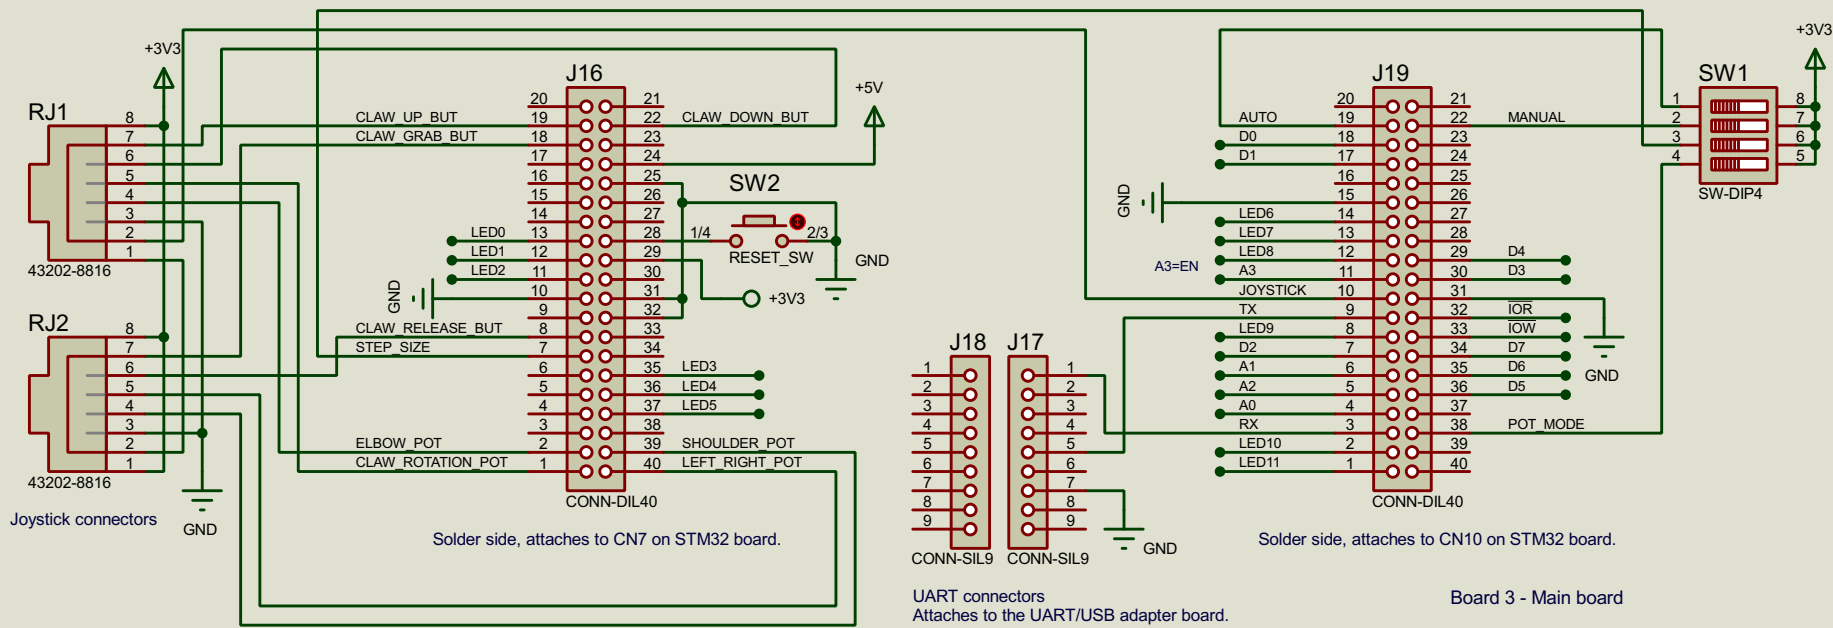 +3V3
RJ1
8
7
6
5
4
3
2
1
43202-8816
RJ2
8
7
6
5
4
3
2
1
43202-8816
Joystick connectors
GND
J16
20 21
CLAW_UP_BUT 19 22 CLAW_DOWN_BUT
CLAW_GRAB_BUT 18 23
17 24
16 25
15 26
14 27
LED0 13 28
LED1 12 29
LED2 11 30
10 31
9 32
CLAW_RELEASE_BUT 8 33
STEP_SIZE 7 34
6 35 LED3
5 36 LED4
4 37 LED5
3 38
ELBOW_POT 2 39 SHOULDER_POT
CLAW_ROTATION_POT 1 40 LEFT_RIGHT_POT
CONN-DIL40
GND
Solder side, attaches to CN7 on STM32 board.
+5V
SW2
1/4 2/3
RESET_SW
GND
+3V3
J18
1
2
3
4
5
6
7
8
9
CONN-SIL9
J17
1
2
3
4
5
6
7
8
9
CONN-SIL9
GND
UART connectors
Attaches to the UART/USB adapter board.
J19
20 21
AUTO 19 22 MANUAL
D0 18 23
D1 17 24
16 25
15 26
LED6 14 27
LED7 13 28
LED8 12 29 D4
A3 11 30 D3
JOYSTICK 10 31
TX 9 32 IOR
LED9 8 33 IOW
D2 7 34 D7
A1 6 35 D6
A2 5 36 D5
A0 4 37
RX 3 38 POT_MODE
LED10 2 39
LED11 1 40
CONN-DIL40
GND
A3=EN
GND
Solder side, attaches to CN10 on STM32 board.
+3V3
SW1
1 8
2 7
3 6
4 5
SW-DIP4
Board 3 - Main board